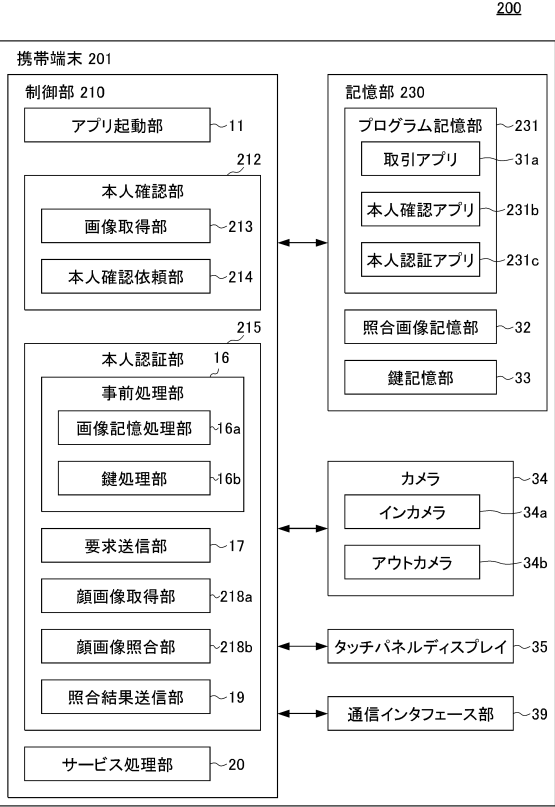 200
携帯端末 201
制御部 210
アプリ起動部 11
212
本人確認部
画像取得部 213
本人確認依頼部 214
215
本人認証部
16
事前処理部
画像記憶処理部 16a
鍵処理部 16b
要求送信部 17
顔画像取得部 218a
顔画像照合部 218b
照合結果送信部 19
サービス処理部 20
記憶部 230
プログラム記憶部 231
取引アプリ 31a
本人確認アプリ 231b
本人認証アプリ 231c
照合画像記憶部 32
鍵記憶部 33
カメラ 34
インカメラ 34a
アウトカメラ 34b
タッチパネルディスプレイ 35
通信インタフェース部 39